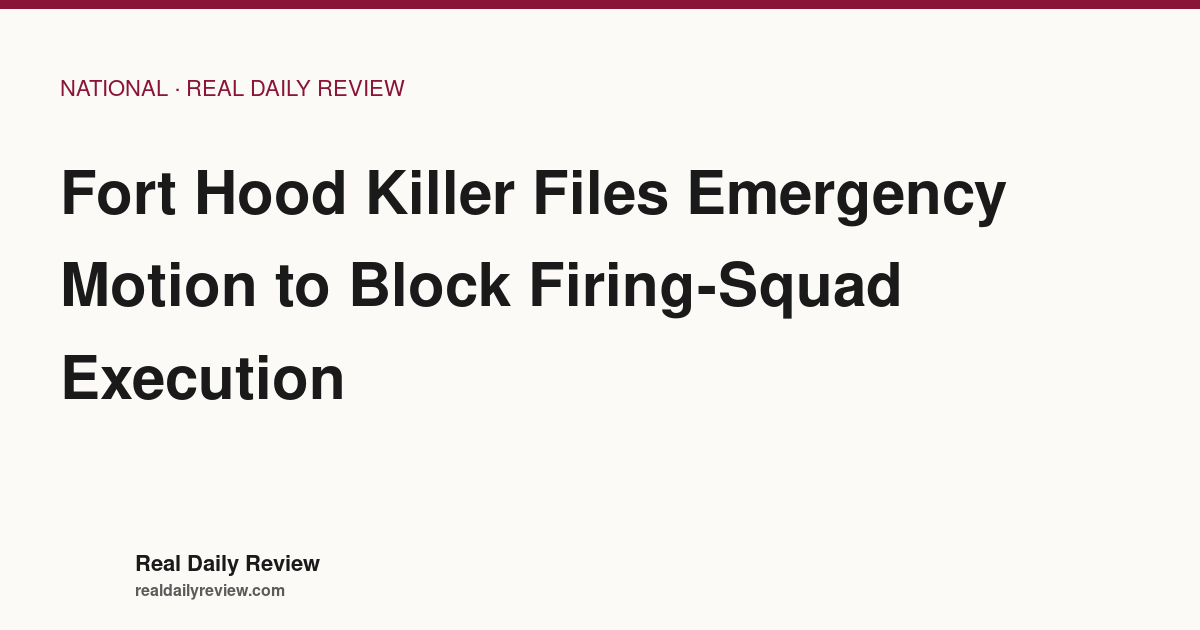 NATIONAL · REAL DAILY REVIEW
Fort Hood Killer Files Emergency
Motion to Block Firing-Squad
Execution
Real Daily Review
realdailyreview.com